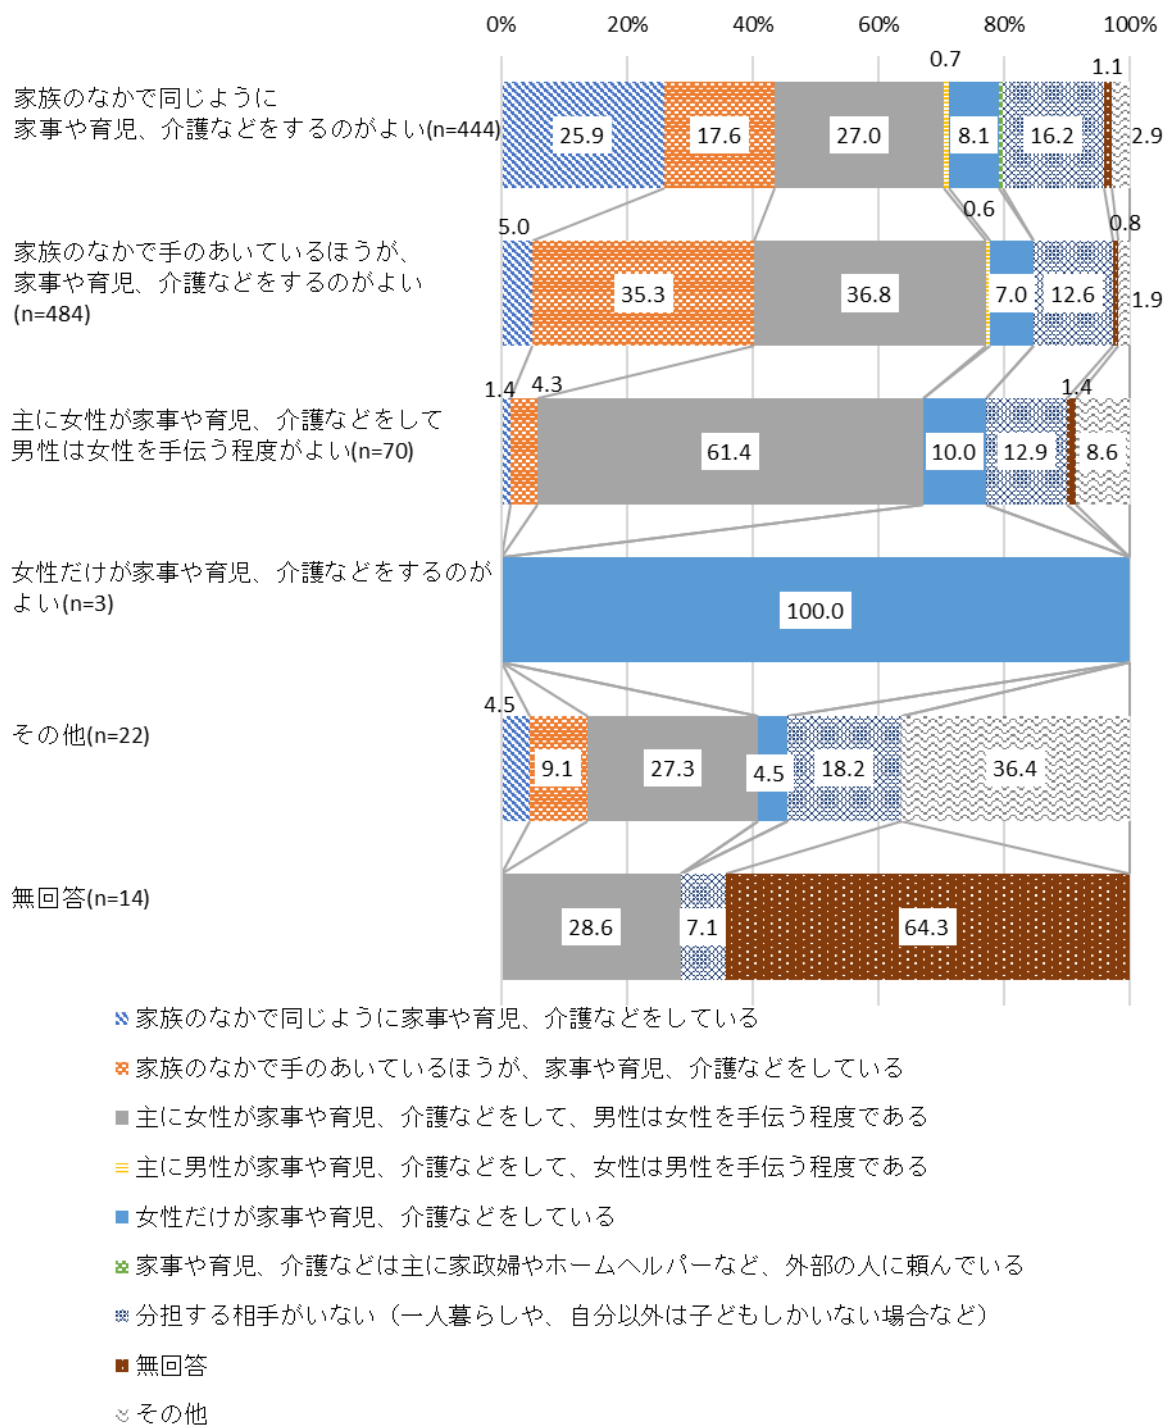 0% 20% 40% 60% 80% 100%
家族のなかで同じように
家事や育児、介護などをするのがよい(n=444)
25.9 17.6 27.0 0.7 8.1 16.2 1.1 2.9
家族のなかで手のあいているほうが、
家事や育児、介護などをするのがよい
(n=484)
5.0 35.3 36.8 0.6 7.0 12.6 0.8 1.9
主に女性が家事や育児、介護などをして
男性は女性を手伝う程度がよい(n=70)
1.4 4.3 61.4 10.0 12.9 1.4 8.6
女性だけが家事や育児、介護などをするのが
よい(n=3)
100.0
その他(n=22)
4.5 9.1 27.3 4.5 18.2 36.4
無回答(n=14)
28.6 7.1 64.3
家族のなかで同じように家事や育児、介護などをしている
家族のなかで手のあいているほうが、家事や育児、介護などをしている
主に女性が家事や育児、介護などをして、男性は女性を手伝う程度である
主に男性が家事や育児、介護などをして、女性は男性を手伝う程度である
女性だけが家事や育児、介護などをしている
家事や育児、介護などは主に家政婦やホームヘルパーなど、外部の人に頼んでいる
分担する相手がいない（一人暮らしや、自分以外は子どもしかいない場合など）
無回答
その他